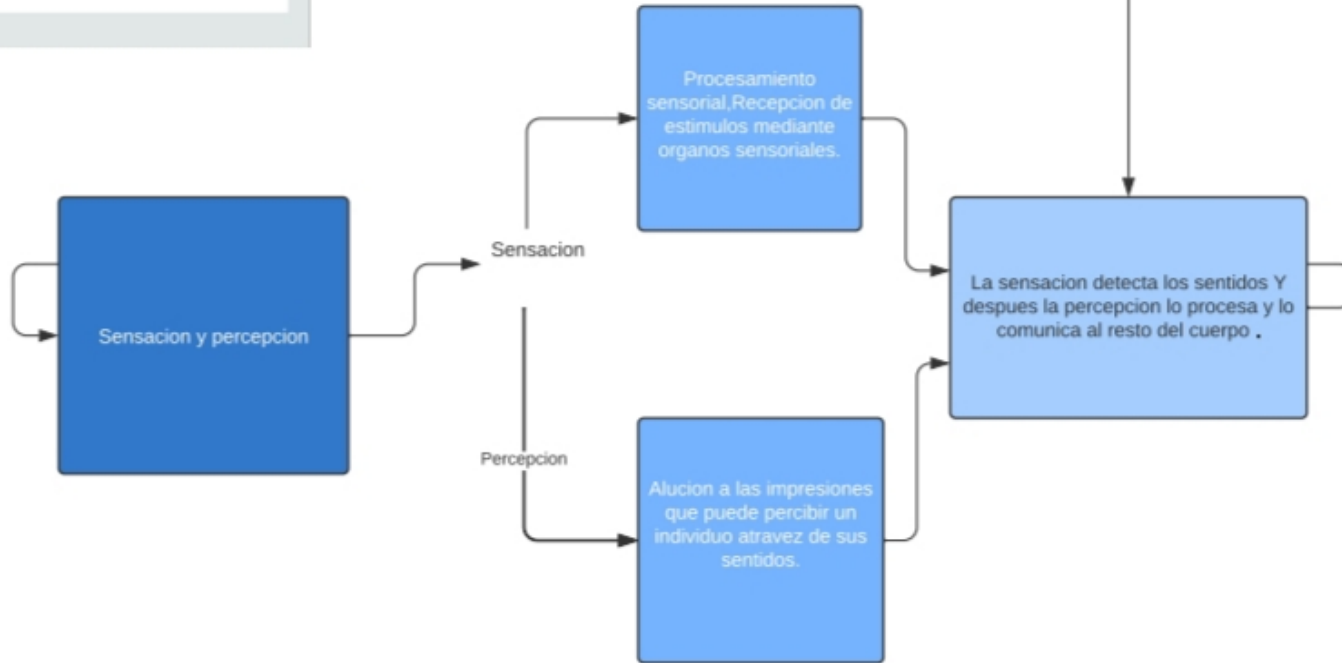 Sensacion y percepcion
Sensacion
Percepcion
Procesamiento
sensorial,Recepcion de
estimulos mediante
organos sensoriales.
Alucion a las impresiones
que puede percibir un
individuo atravez de sus
sentidos.
La sensacion detecta los sentidos Y
despues la percepcion lo procesa y lo
comunica al resto del cuerpo .